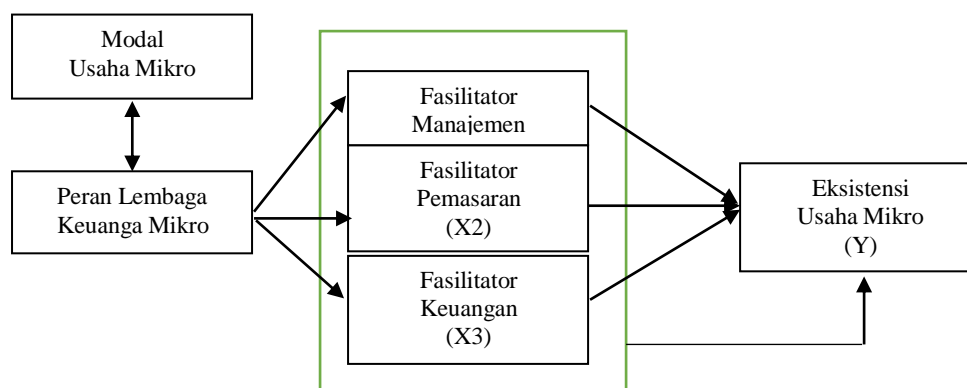 Modal
Usaha Mikro
Peran Lembaga
Keuanga Mikro
Fasilitator
Manajemen
Fasilitator
Pemasaran
(X2)
Fasilitator
Keuangan
(X3)
Eksistensi
Usaha Mikro
(Y)